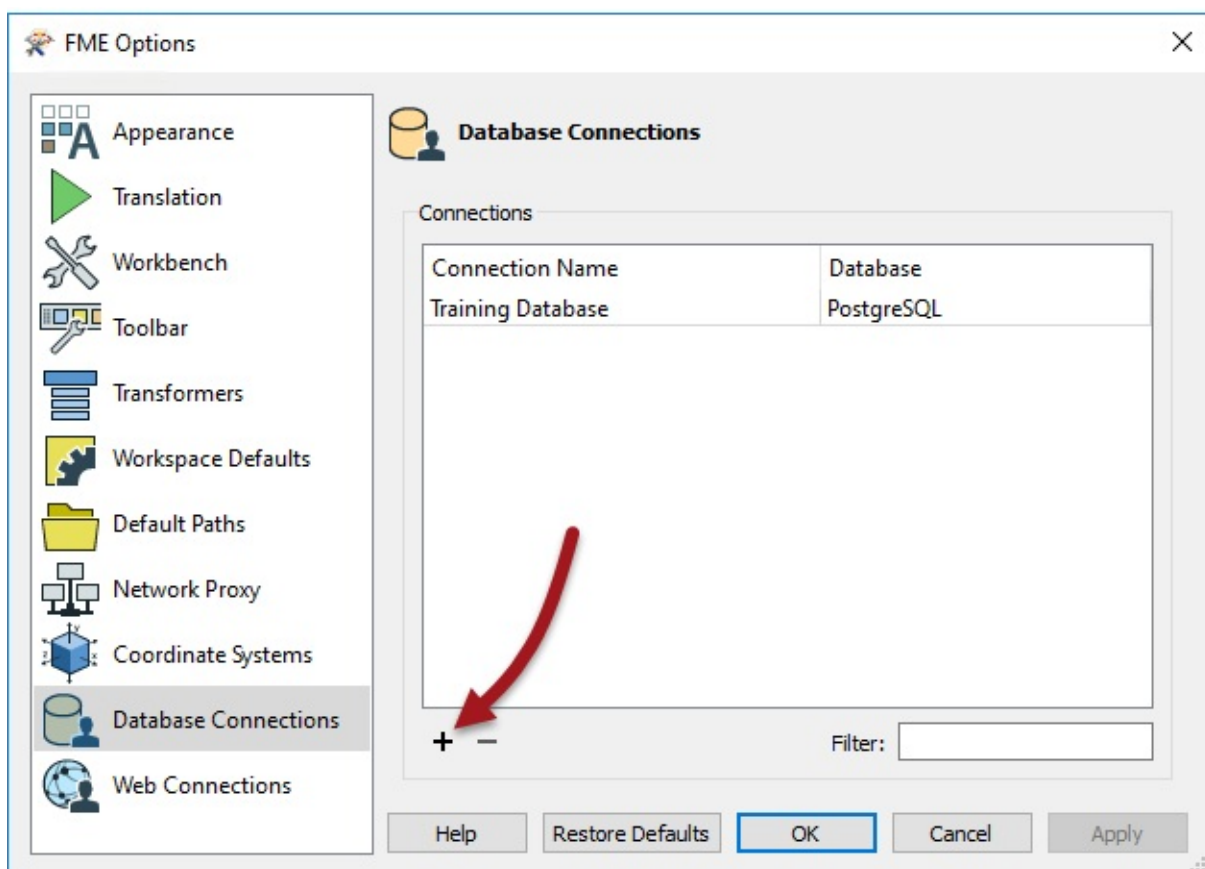 FME Options
Appearance
Translation
Workbench
Toolbar
Transformers
Workspace Defaults
Default Paths
Network Proxy
Coordinate Systems
Database Connections
Web Connections
Database Connections
Connections
Connection Name Database
Training Database PostgreSQL
Filter:
Help Restore Defaults OK Cancel Apply